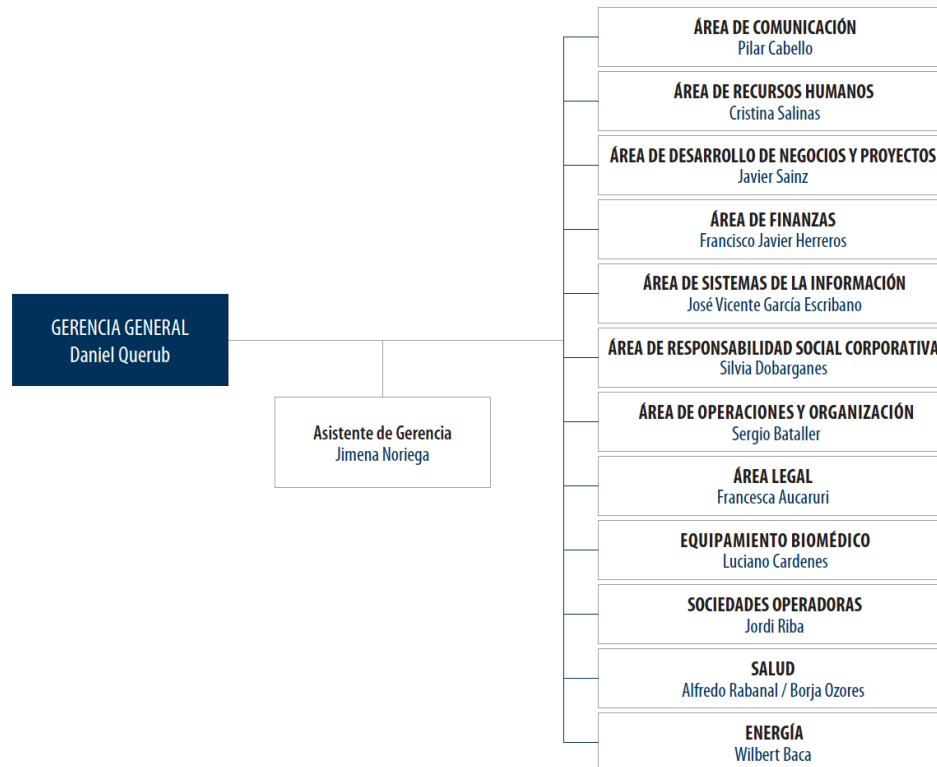 GERENCIA GENERAL
Daniel Querub
Asistente de Gerencia
Jimena Noriega
ÁREA DE COMUNICACIÓN
Pilar Cabello
ÁREA DE RECURSOS HUMANOS
Cristina Salinas
ÁREA DE DESARROLLO DE NEGOCIOS Y PROYECTOS
Javier Sainz
ÁREA DE FINANZAS
Francisco Javier Herreros
ÁREA DE SISTEMAS DE LA INFORMACIÓN
José Vicente García Escribano
ÁREA DE RESPONSABILIDAD SOCIAL CORPORATIVA
Silvia Dobarganes
ÁREA DE OPERACIONES Y ORGANIZACIÓN
Sergio Bataller
ÁREA LEGAL
Francesca Aucaruri
EQUIPAMIENTO BIOMÉDICO
Luciano Cardenes
SOCIEDADES OPERADORAS
Jordi Riba
SALUD
Alfredo Rabanal / Borja Ozores
ENERGÍA
Wilbert Baca